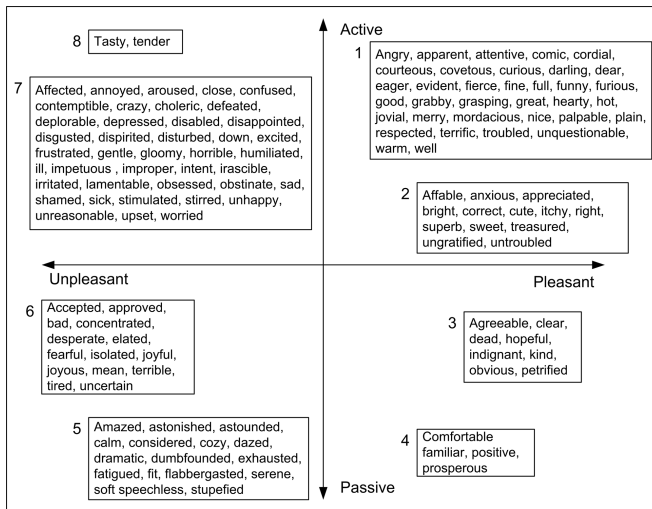 Active
8
Tasty, tender
1
Angry, apparent, attentive, comic, cordial,
courteous, covetous, curious, darling, dear,
eager, evident, fierce, fine, full, funny, furious,
good, grabby, grasping, great, hearty, hot,
jovial, merry, mordacious, nice, palpable, plain,
respected, terrific, troubled, unquestionable,
warm, well
7
Affected, annoyed, aroused, close, confused,
contemptible, crazy, choleric, defeated,
deplorable, depressed, disabled, disappointed,
disgusted, dispirited, disturbed, down, excited,
frustrated, gentle, gloomy, horrible, humiliated,
ill, impetuous , improper, intent, irascible,
irritated, lamentable, obsessed, obstinate, sad,
shamed, sick, stimulated, stirred, unhappy,
unreasonable, upset, worried
2
Affable, anxious, appreciated,
bright, correct, cute, itchy, right,
superb, sweet, treasured,
ungratified, untroubled
Unpleasant
Pleasant
6
Accepted, approved,
bad, concentrated,
desperate, elated,
fearful, isolated, joyful,
joyous, mean, terrible,
tired, uncertain
3
Agreeable, clear,
dead, hopeful,
indignant, kind,
obvious, petrified
5
Amazed, astonished, astounded,
calm, considered, cozy, dazed,
dramatic, dumbfounded, exhausted,
fatigued, fit, flabbergasted, serene,
soft speechless, stupefied
4
Comfortable
familiar, positive,
prosperous
Passive